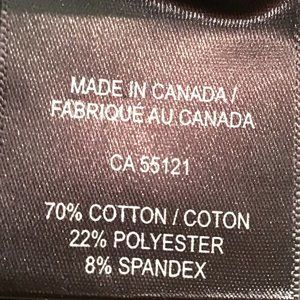 MADE IN CANADA /
FABRIQUE AU CANADA
CA 55121
70% COTTON / COTON
22% POLYESTER
8% SPANDEX